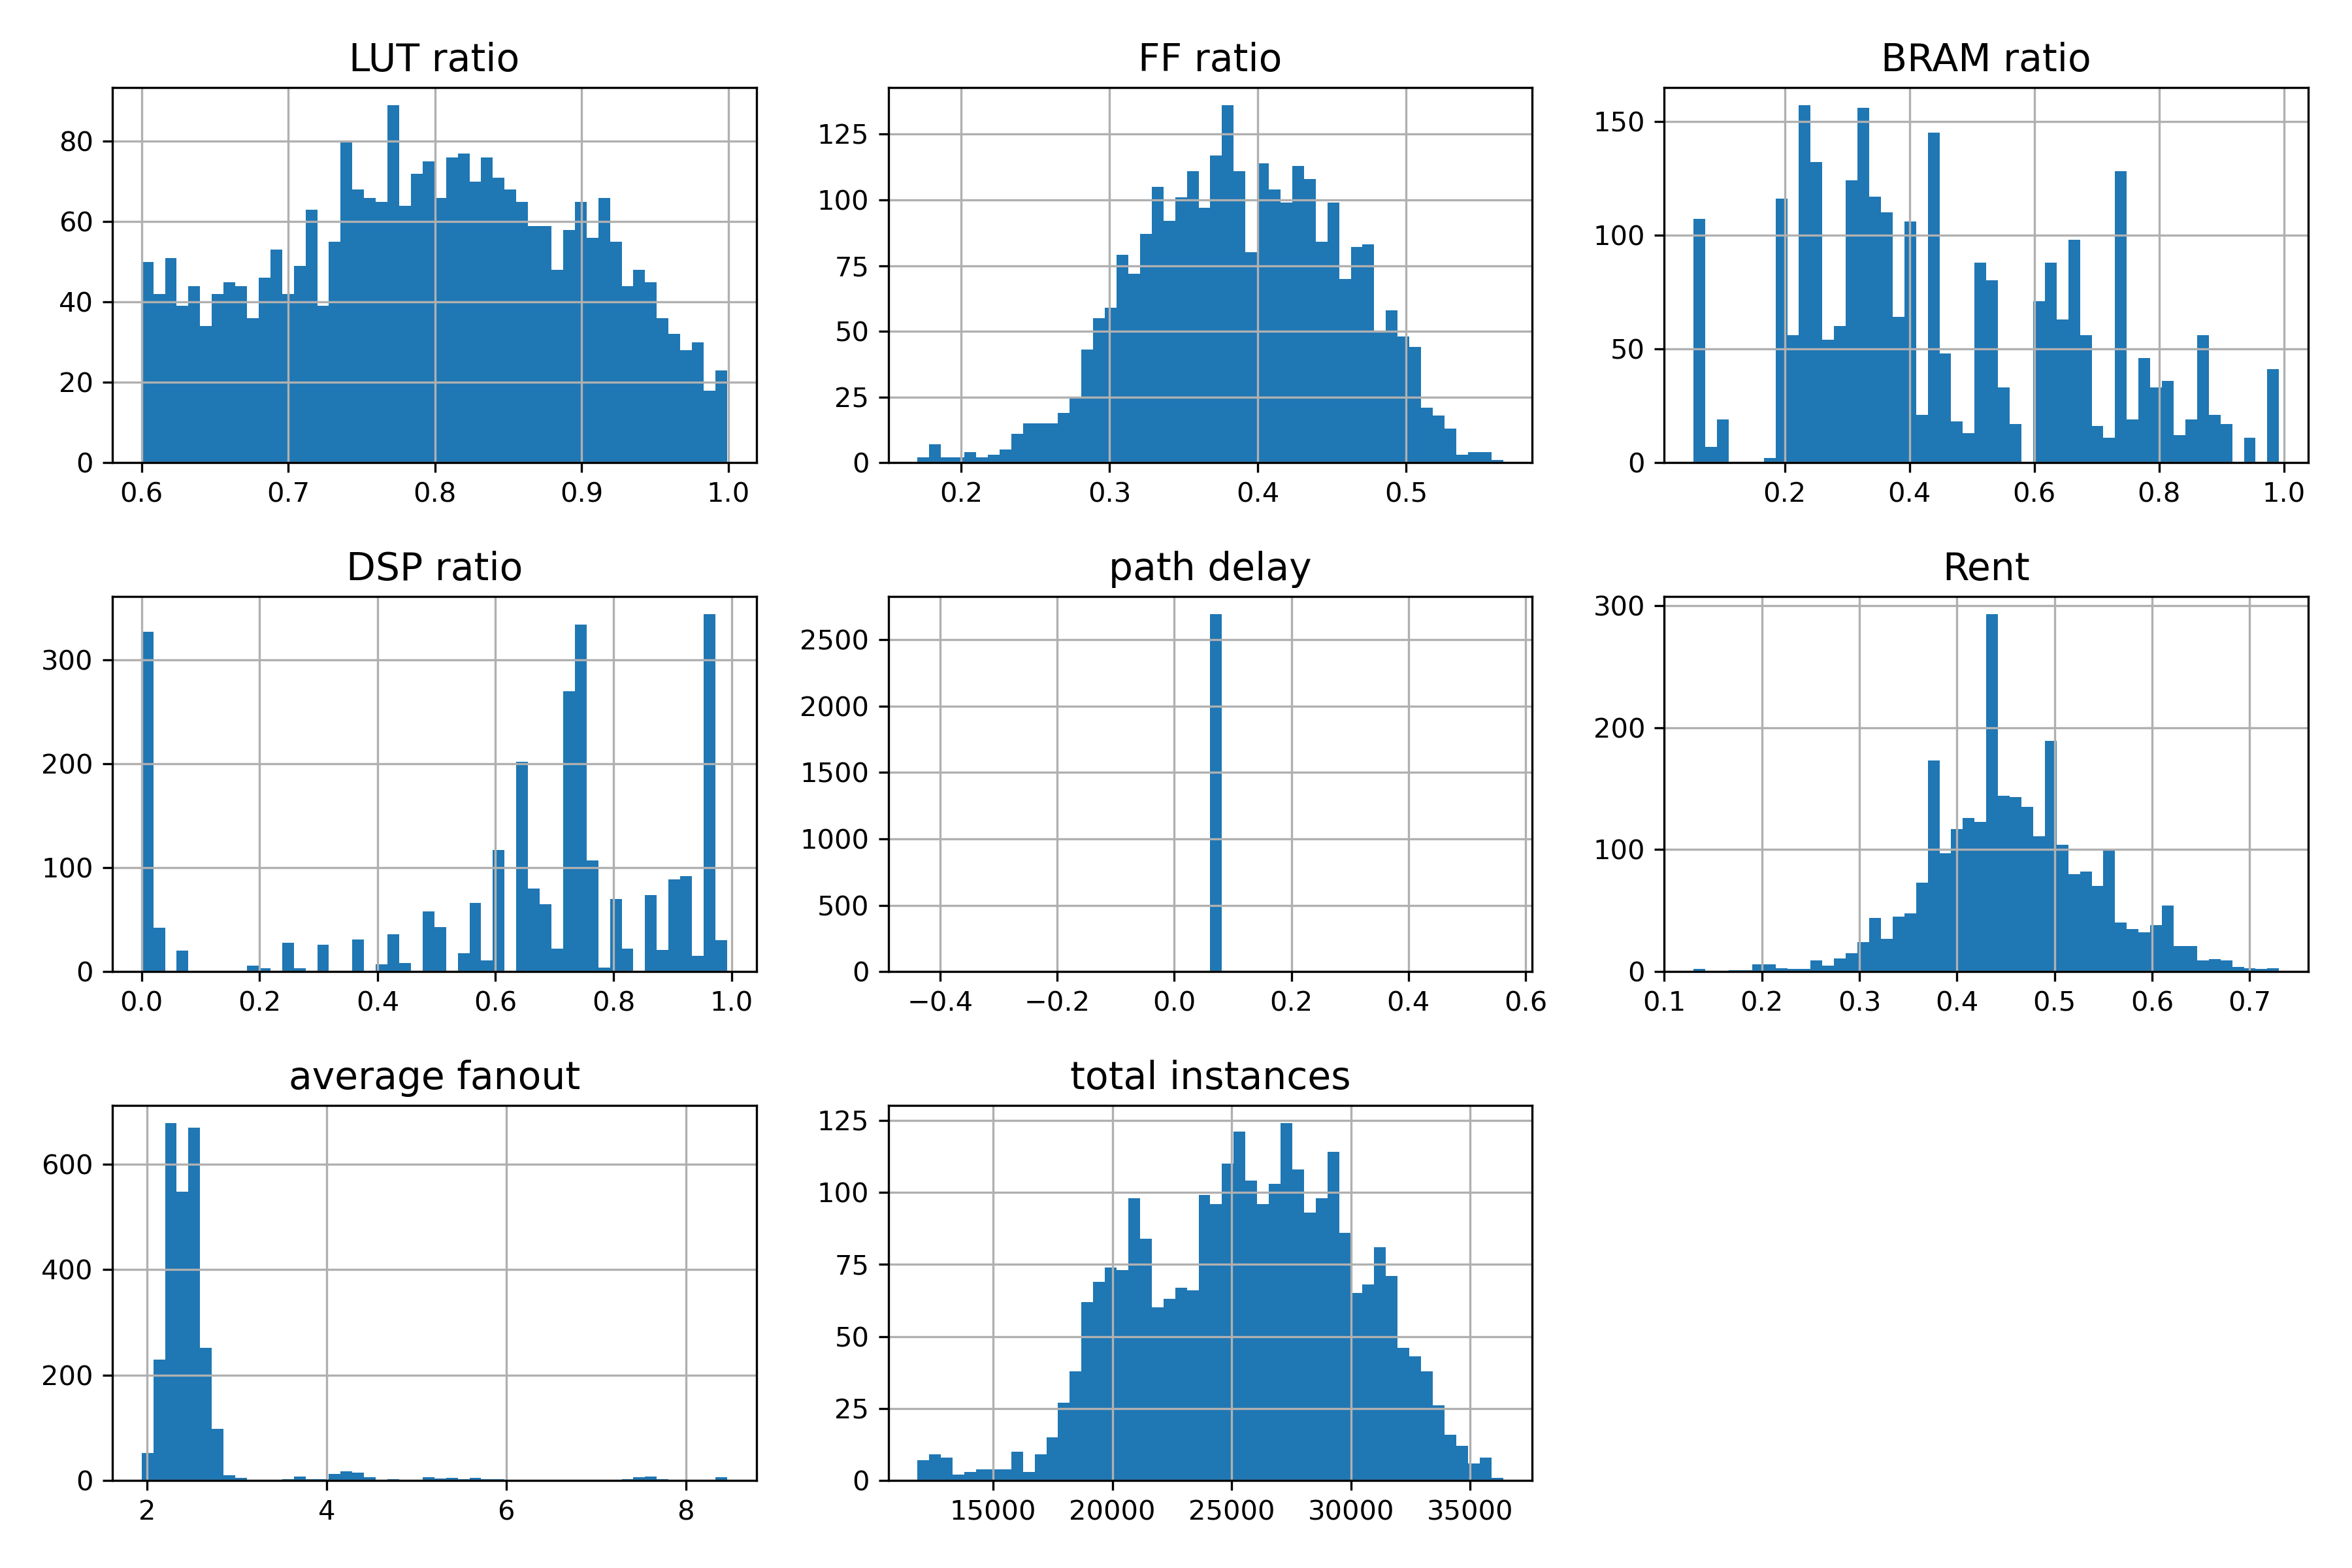 LUT ratio
80
60
40
20
0
0.6 0.7 0.8 0.9 1.0
FF ratio
125
100
75
50
25
0
0.2 0.3 0.4 0.5
BRAM ratio
150
100
50
0
0.2 0.4 0.6 0.8 1.0
DSP ratio
300
200
100
0
0.0 0.2 0.4 0.6 0.8 1.0
path delay
2500
2000
1500
1000
500
0
−0.4 −0.2 0.0 0.2 0.4 0.6
Rent
300
200
100
0
0.1 0.2 0.3 0.4 0.5 0.6 0.7
average fanout
600
400
200
0
2 4 6 8
total instances
125
100
75
50
25
0
15000 20000 25000 30000 35000